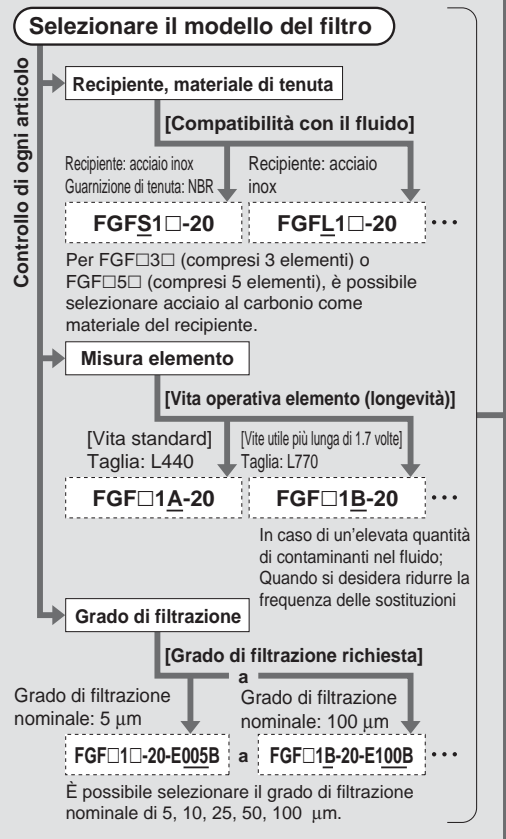 Selezionare il modello del filtro
Controllo di ogni articolo
Recipiente, materiale di tenuta
[Compatibilità con il fluido]
Recipiente: acciaio inox
Guarnizione di tenuta: NBR
Recipiente: acciaio
inox
FGFS1□-20
FGFL1□-20 ···
Per FGF□3□ (compresi 3 elementi) o
FGF□5□ (compresi 5 elementi), è possibile
selezionare acciaio al carbonio come
materiale del recipiente.
Misura elemento
[Vita operativa elemento (longevità)]
[Vita standard]
Taglia: L440
[Vite utile più lunga di 1.7 volte]
Taglia: L770
FGF□1A-20
FGF□1B-20 ···
In caso di un'elevata quantità
di contaminanti nel fluido;
Quando si desidera ridurre la
frequenza delle sostituzioni
Grado di filtrazione
[Grado di filtrazione richiesta]
a
Grado di filtrazione
nominale: 5 μm
Grado di filtrazione
nominale: 100 μm
FGF□1□-20-E005B a FGF□1B-20-E100B ···
È possibile selezionare il grado di filtrazione
nominale di 5, 10, 25, 50, 100 μm.